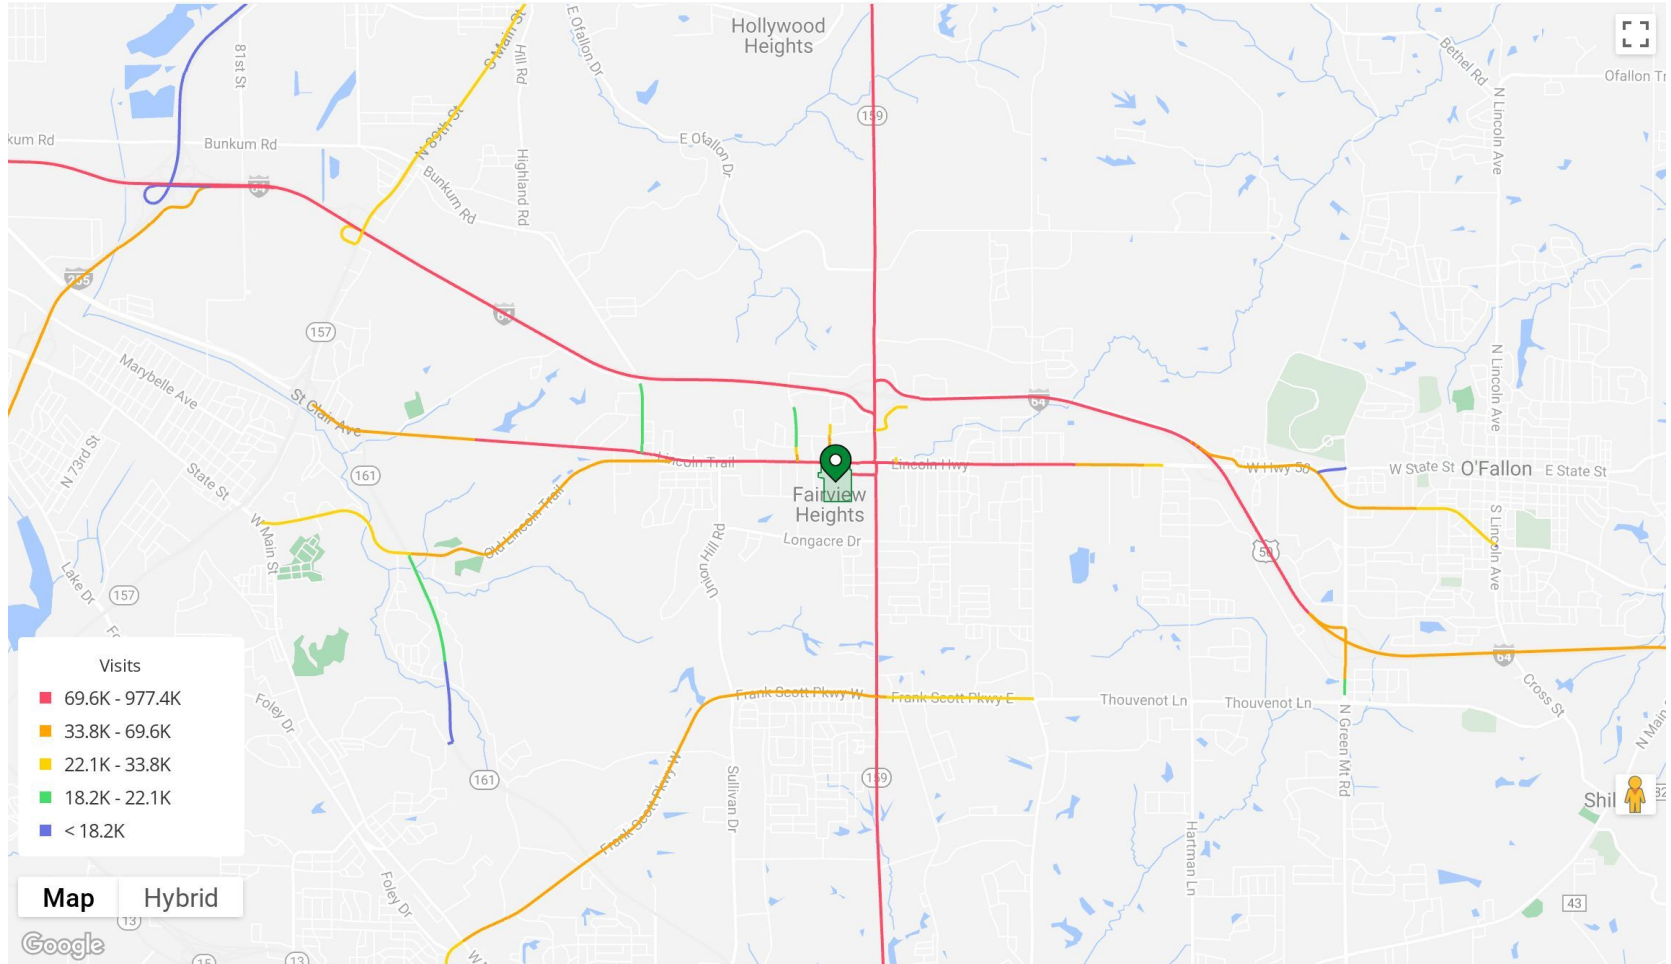 Hollywood
Heights
S Main St
Hill Rd
E Ofallon Dr
81st St
Bethel Rd
Ofallon Tr
N Lincoln Ave
159
N 89th St
kum Rd
Bunkum Rd
E Ofallon Dr
Highland Rd
Bunkum Rd
64
255
64
157
Marybelle Ave
St Clair Ave
N Lincoln Ave
64
N 73rd St
State St
161
Lincoln Trail
Lincoln Hwy
W Hwy 50
W State St
O'Fallon
E State St
Fairview
Heights
Old Lincoln Trail
W Main St
Union Hill Rd
Longacre Dr
50
S Lincoln Ave
Lake Dr
157
64
Visits
69.6K - 977.4K
33.8K - 69.6K
22.1K - 33.8K
18.2K - 22.1K
< 18.2K
Foley Dr
Frank Scott Pkwy W
Frank Scott Pkwy E
Thouvenot Ln
Thouvenot Ln
Cross St
N Green Mt Rd
N Main
161
Frank Scott Pkwy W
Sullivan Dr
159
Shil
Hartman Ln
Map
Hybrid
Foley Dr
43
13
Google
15
13